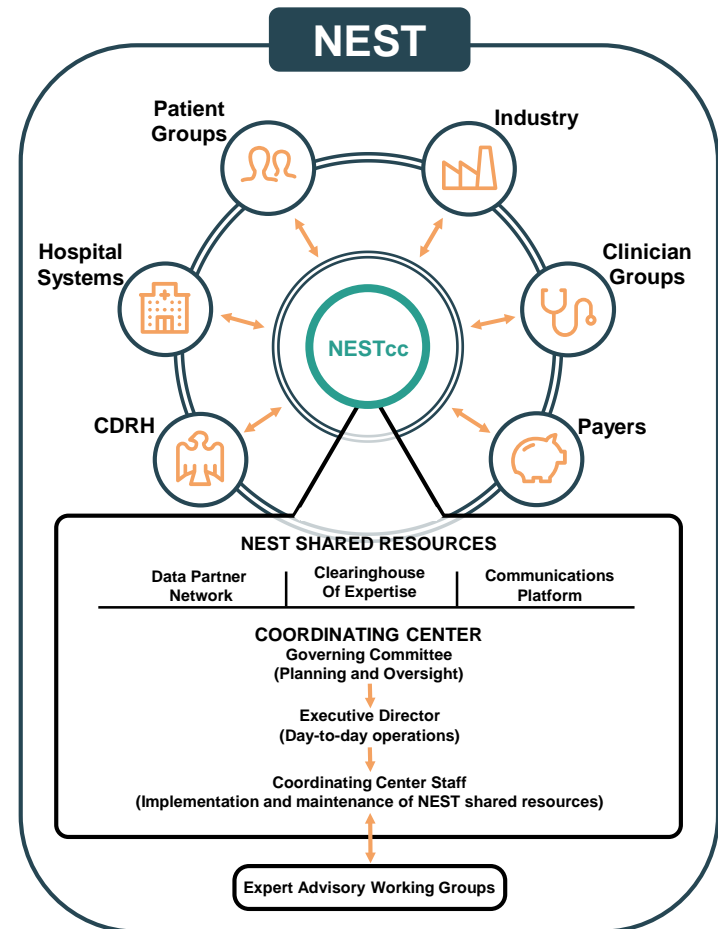 NEST
Patient
Groups
Industry
Hospital
Systems
Clinician
Groups
NESTcc
CDRH
Payers
NEST SHARED RESOURCES
Data Partner
Network
Clearinghouse
Of Expertise
Communications
Platform
COORDINATING CENTER
Governing Committee
(Planning and Oversight)
Executive Director
(Day-to-day operations)
Coordinating Center Staff
(Implementation and maintenance of NEST shared resources)
Expert Advisory Working Groups